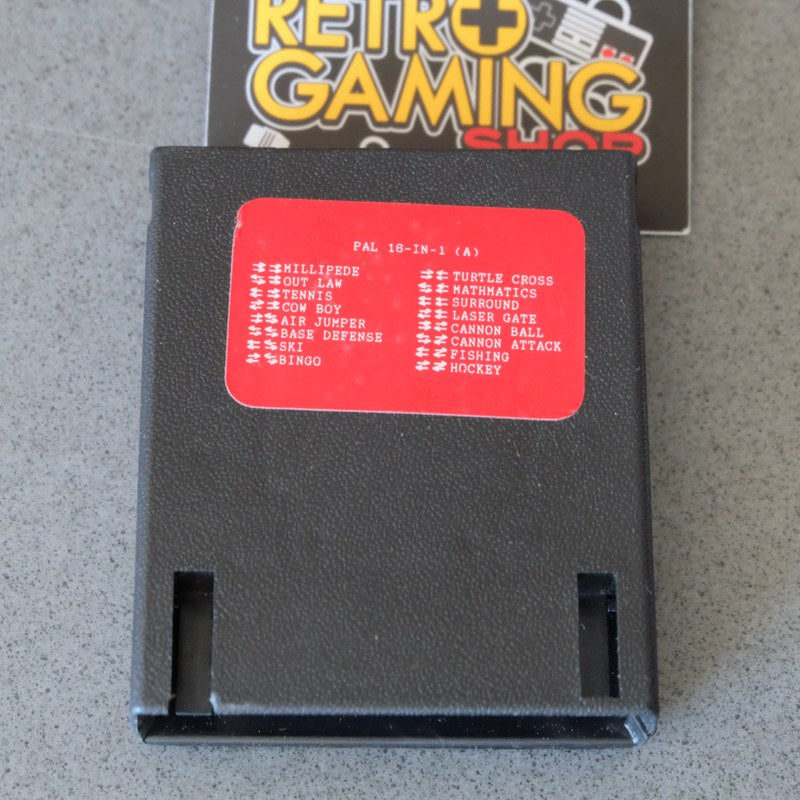 RETRO
GAMING
SHOP
PAL 16-IN-1 (A)
MILLIPEDE
OUT LAW
TENNIS
COW BOY
AIR JUMPER
BASE DEFENSE
SKI
BINGO
TURTLE CROSS
MATHMATICS
SURROUND
LASER GATE
CANNON BALL
CANNON ATTACK
FISHING
HOCKEY